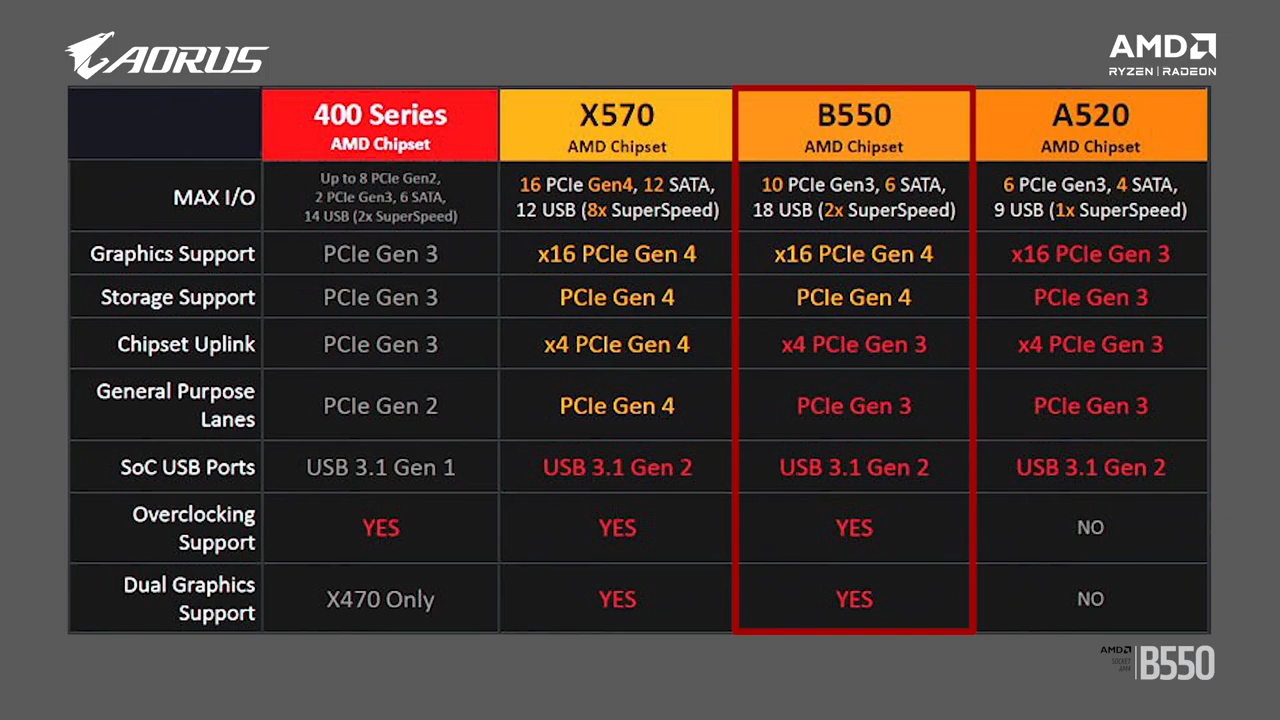 AORUS
AMD
RYZEN | RADEON
400 Series
AMD Chipset
X570
AMD Chipset
B550
AMD Chipset
A520
AMD Chipset
MAX I/O
Up to 8 PCIe Gen2,
2 PCIe Gen3, 6 SATA,
14 USB (2x SuperSpeed)
16 PCIe Gen4, 12 SATA,
12 USB (8x SuperSpeed)
10 PCIe Gen3, 6 SATA,
18 USB (2x SuperSpeed)
6 PCIe Gen3, 4 SATA,
9 USB (1x SuperSpeed)
Graphics Support
PCIe Gen 3
x16 PCIe Gen 4
x16 PCIe Gen 4
x16 PCIe Gen 3
Storage Support
PCIe Gen 3
PCIe Gen 4
PCIe Gen 4
PCIe Gen 3
Chipset Uplink
PCIe Gen 3
x4 PCIe Gen 4
x4 PCIe Gen 3
x4 PCIe Gen 3
General Purpose
Lanes
PCIe Gen 2
PCIe Gen 4
PCIe Gen 3
PCIe Gen 3
SoC USB Ports
USB 3.1 Gen 1
USB 3.1 Gen 2
USB 3.1 Gen 2
USB 3.1 Gen 2
Overclocking
Support
YES
YES
YES
NO
Dual Graphics
Support
X470 Only
YES
YES
NO
AMD
SOCKET
AM4
B550